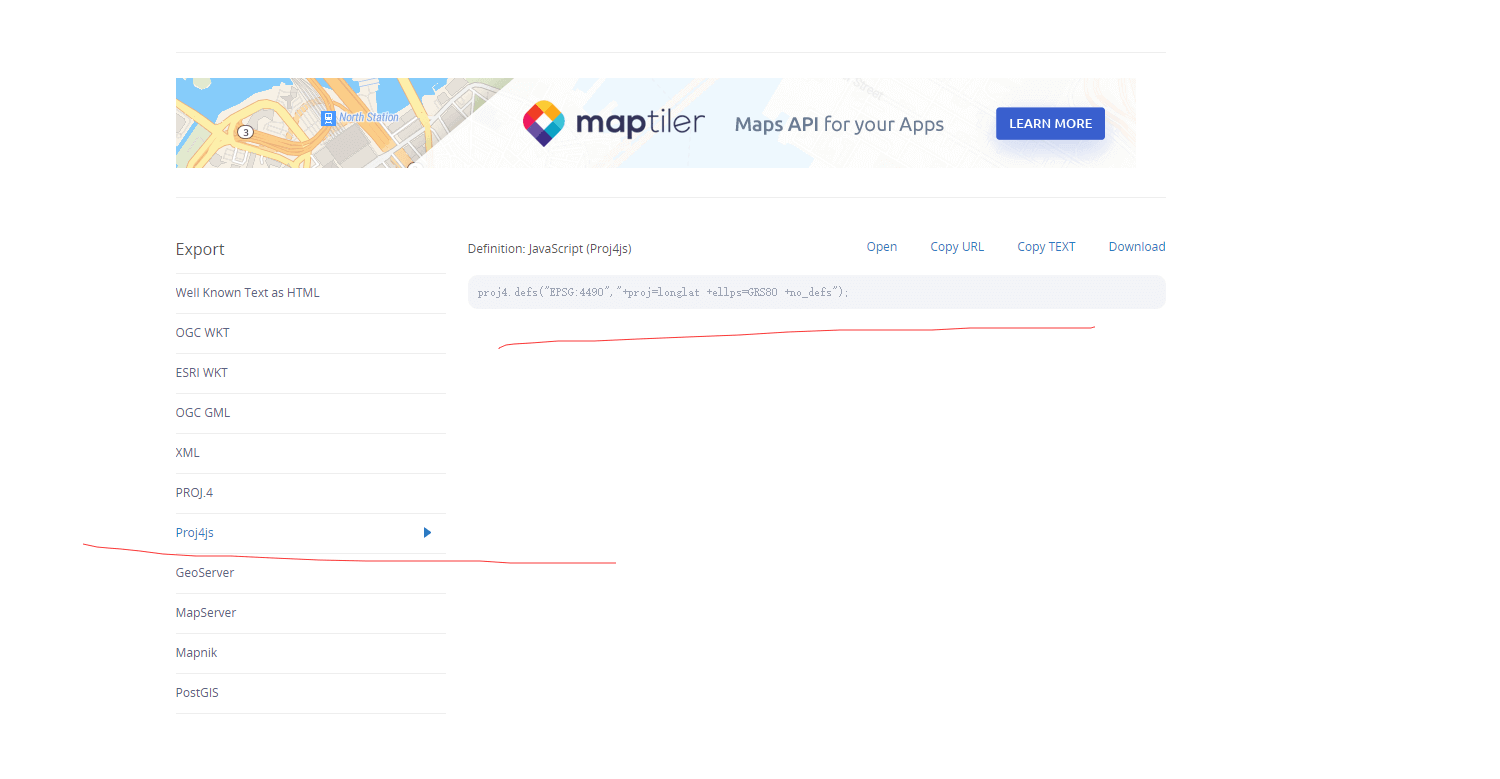 3
North Station
maptiler
Maps API for your Apps
LEARN MORE
Export
Well Known Text as HTML
OGC WKT
ESRI WKT
OGC GML
XML
PROJ.4
Proj4js
GeoServer
MapServer
Mapnik
PostGIS
Definition: JavaScript (Proj4js)
Open
Copy URL
Copy TEXT
Download
proj4.defs("EPSG:4490","+proj=longlat +ellps=GRS80 +no_defs");